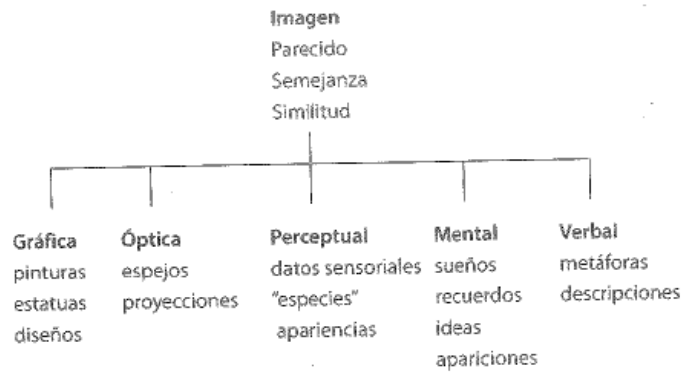 Imagen
Parecido
Semejanza
Similitud
Gráfica
pinturas
estatuas
diseños
Óptica
espejos
proyecciones
Perceptual
datos sensoriales
"especies"
apariencias
Mental
sueños
recuerdos
ideas
apariciones
Verbal
metáforas
descripciones